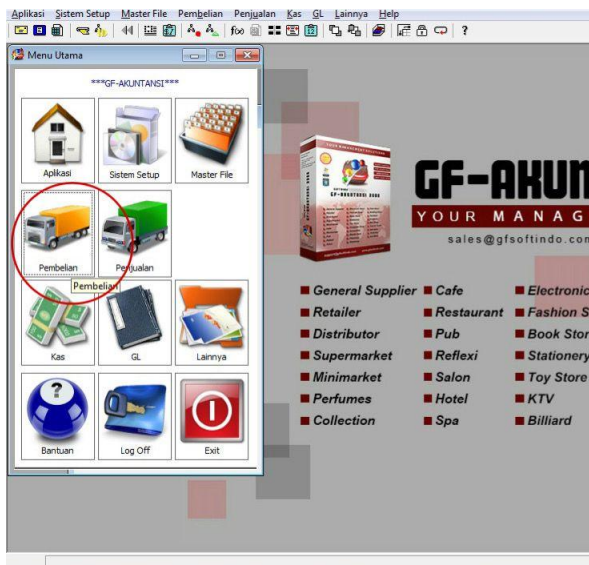 Aplikasi Sistem Setup Master File Pembelian Penjualan Kas GL Lainnya Help
Menu Utama
***GF-AKUNTANSI***
Aplikasi Sistem Setup Master File
Pembelian Penjualan
Pembelian
Kas GL Lainnya
Bantuan Log Off Exit
GF-AKUN
YOUR MANAG
sales@gfsoftindo.com
General Supplier Cafe Electronic
Retailer Restaurant Fashion S
Distributor Pub Book Stor
Supermarket Reflexi Stationery
Minimarket Salon Toy Store
Perfumes Hotel KTV
Collection Spa Billiard